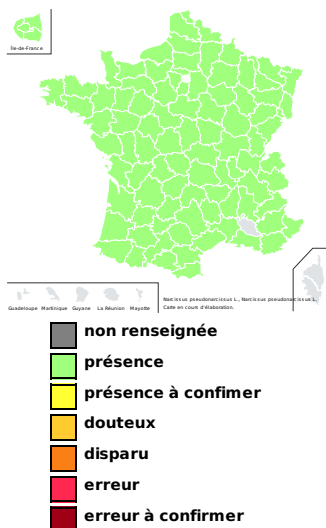 Île-de-France
Narcissus pseudonarcissus L., Narcissus pseudonarcissus L.
Carte en cours d'élaboration.
Guadeloupe Martinique Guyane La Réunion Mayotte
non renseignée
présence
présence à confimer
douteux
disparu
erreur
erreur à confirmer